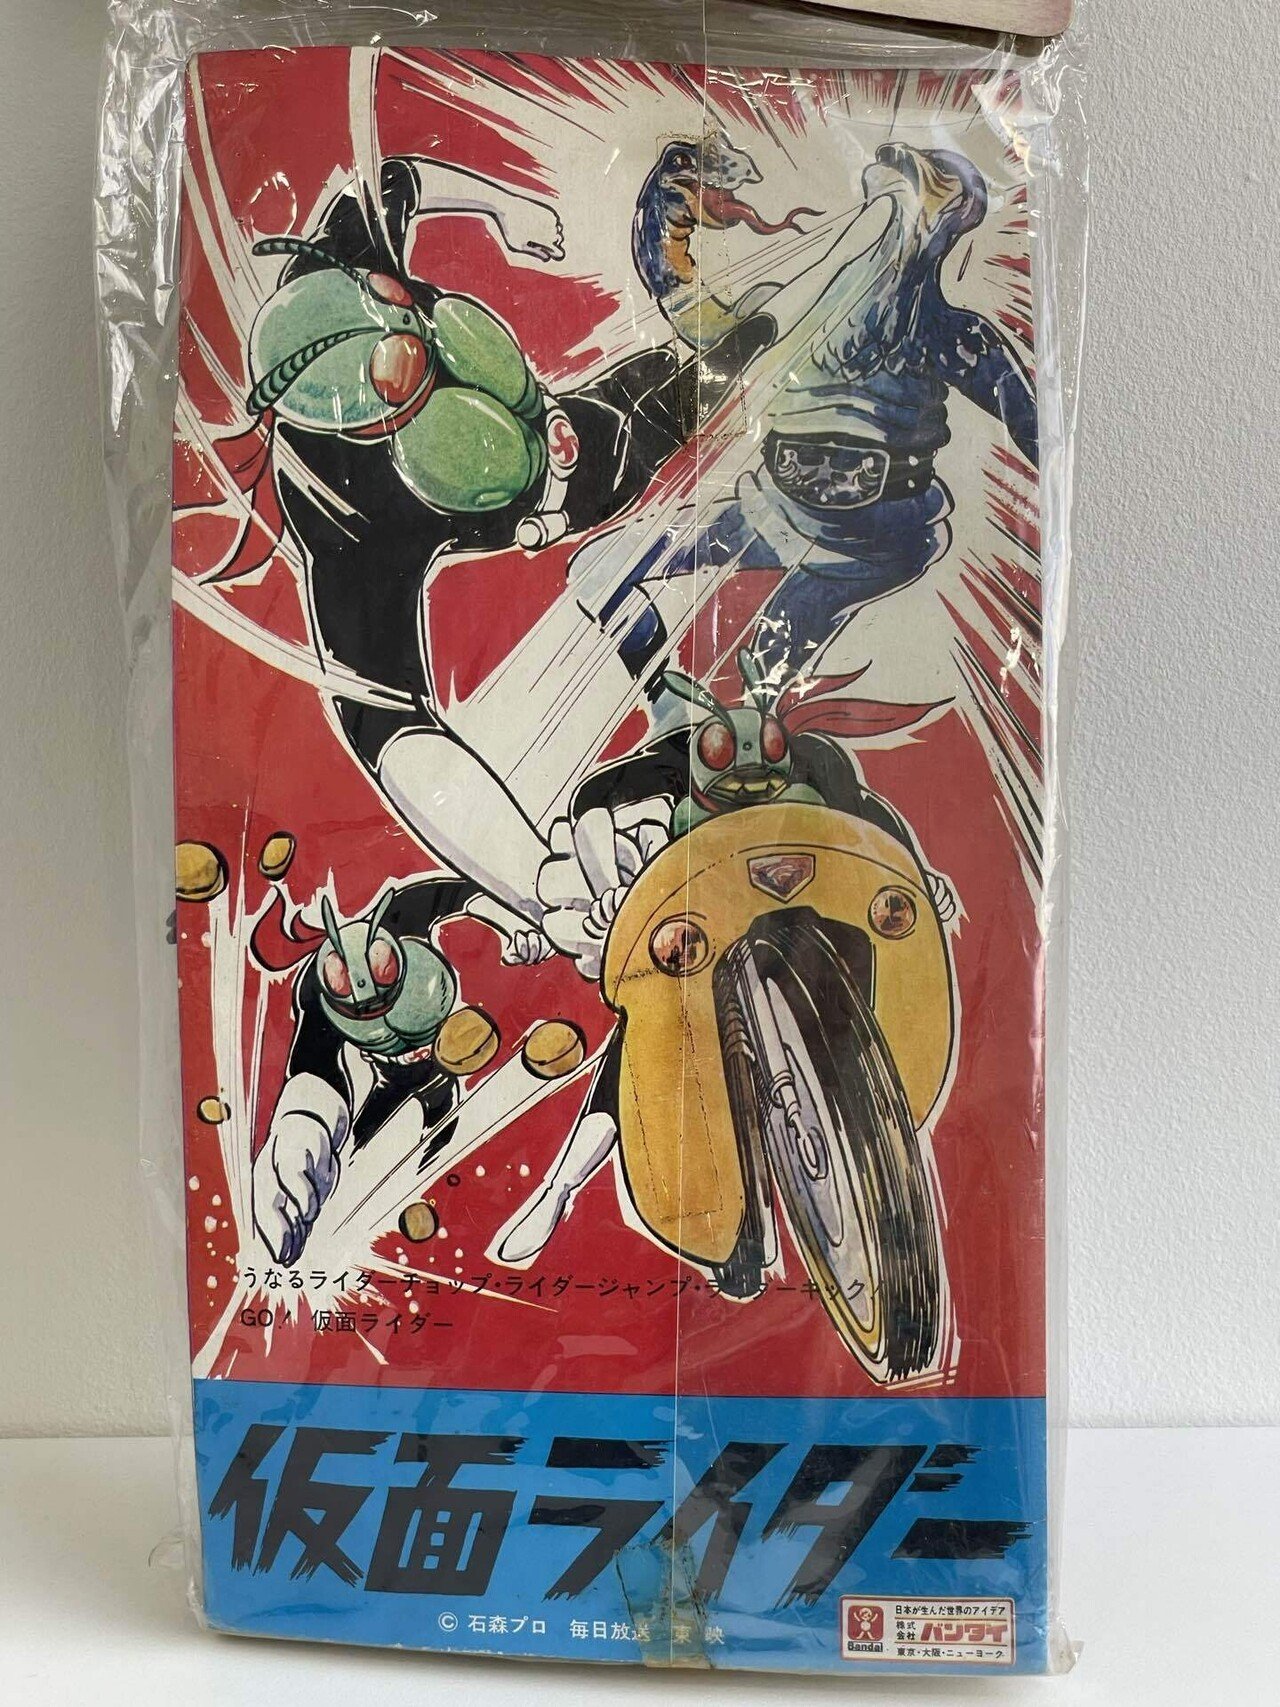 うなるライダーチョップ・ライダージャンプ・ライダーキック!
GO! 仮面ライダー
仮面ライダー
© 石森プロ 毎日放送 東映
日本が生んだ世界のアイデア
株式会社 バンダイ
Bandai
東京・大阪・ニューヨーク